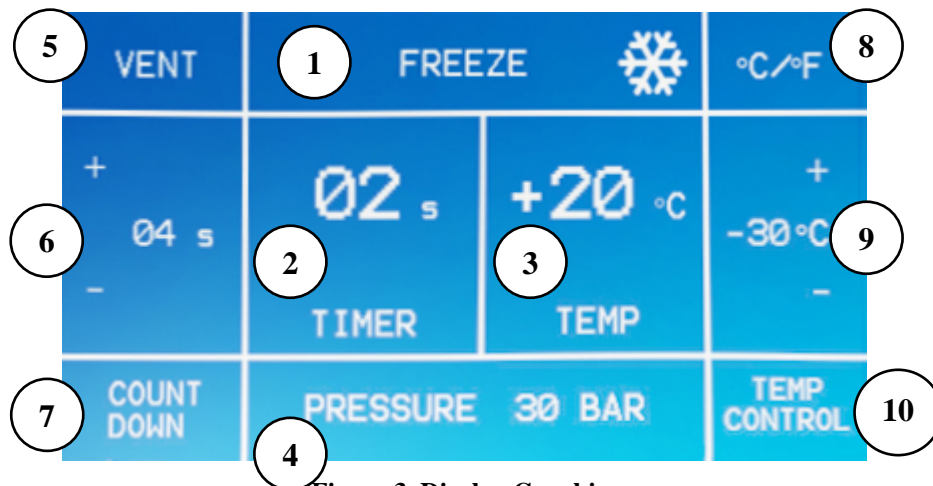 5 VENT 1 FREEZE °C/°F 8
+ 02 s +20 °C +
6 04 s 2 3 -30°C 9
- TIMER TEMP -
7 COUNT DOWN PRESSURE 30 BAR TEMP CONTROL 10
4